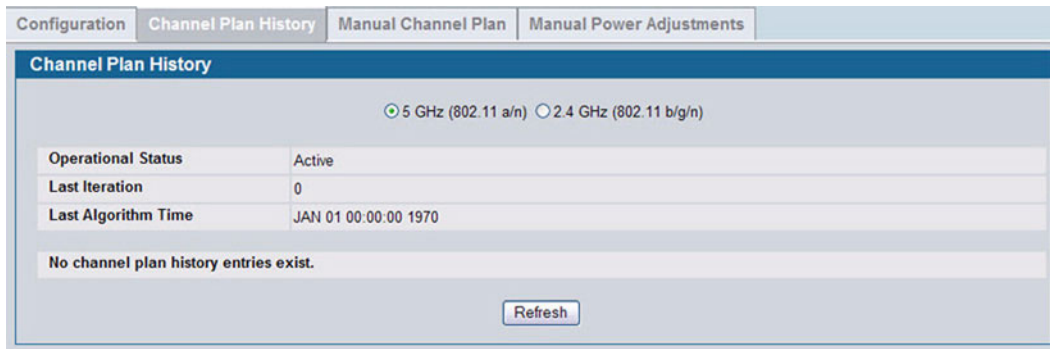 Configuration Channel Plan History Manual Channel Plan Manual Power Adjustments
Channel Plan History
5 GHz (802.11 a/n) 2.4 GHz (802.11 b/g/n)
Operational Status Active
Last Iteration 0
Last Algorithm Time JAN 01 00:00:00 1970
No channel plan history entries exist.
Refresh